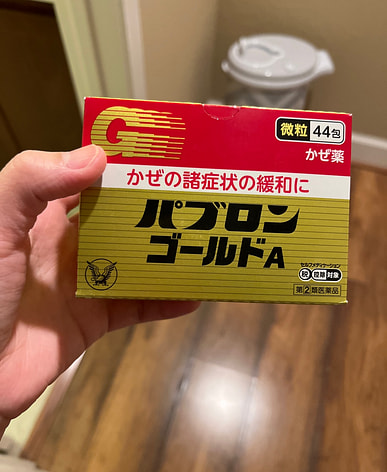 G
微粒 44包
かぜ薬
かぜの諸症状の緩和に
パブロン
ゴールドA
セルフメディケーション
税 控除 対象
指定第②類医薬品